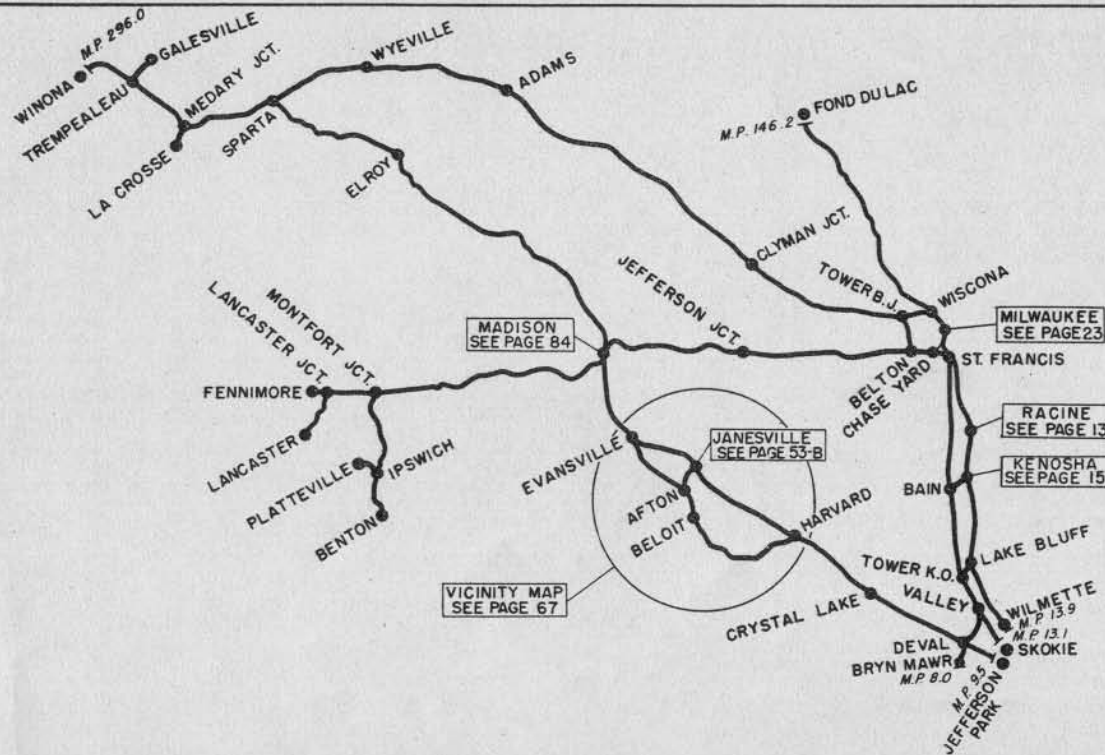 WINONA
M.P. 296.0
GALESVILLE
TREMPEALEAU
MEDARY JCT.
LA CROSSE
SPARTA
WYEVILLE
ADAMS
ELROY
FOND DU LAC
M.P. 146.2
CLYMAN JCT.
TOWER B.J.
WISCONA
JEFFERSON JCT.
MILWAUKEE
SEE PAGE 23
MADISON
SEE PAGE 84
BELTON
CHASE YARD
ST. FRANCIS
LANCASTER JCT.
MONTFORT JCT.
FENNIMORE
LANCASTER
PLATTEVILLE
IPSWICH
BENTON
EVANSVILLE
JANESVILLE
SEE PAGE 53-B
AFTON
BELOIT
HARVARD
RACINE
SEE PAGE 13
KENOSHA
SEE PAGE 15
BAIN
TOWER K.O.
LAKE BLUFF
VICINITY MAP
SEE PAGE 67
CRYSTAL LAKE
VALLEY
WILMETTE
M.P. 13.9
M.P. 13.1
SKOKIE
DEVAL
BRYN MAWR
M.P. 8.0
M.P. 9.3
JEFFERSON
PARK